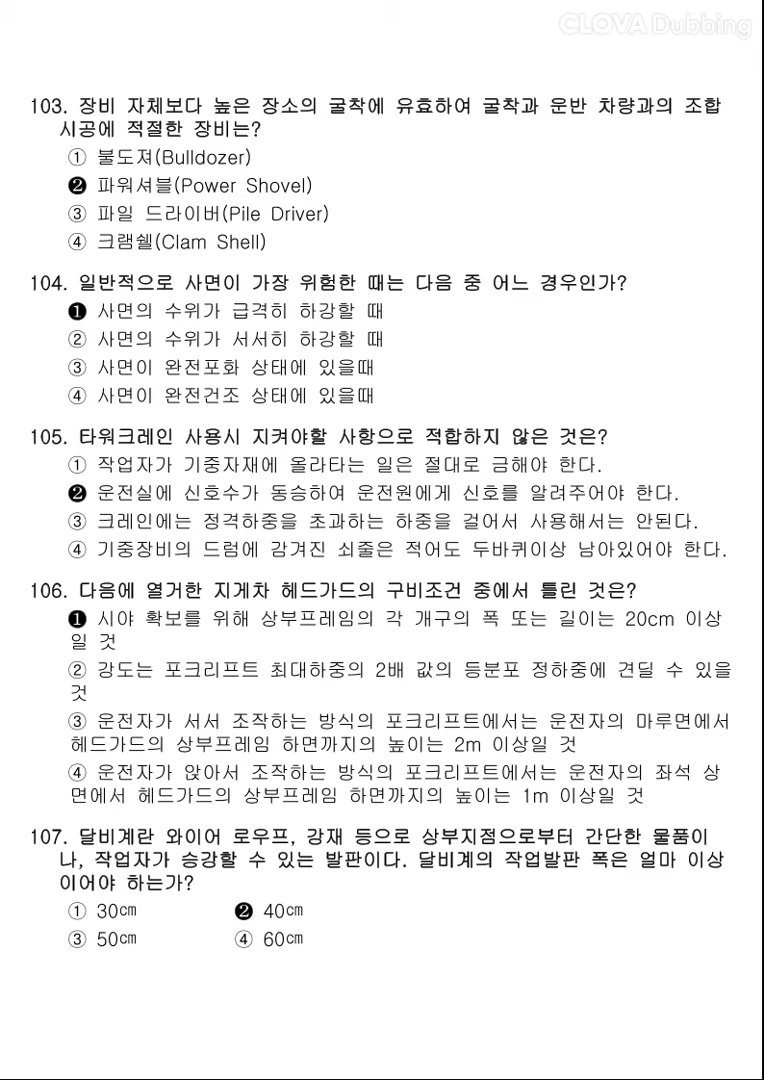 CLOVA Dubbing
103. 장비 자체보다 높은 장소의 굴착에 유효하여 굴착과 운반 차량과의 조합
시공에 적절한 장비는?
① 불도져(Bulldozer)
❷ 파워셔블(Power Shovel)
③ 파일 드라이버(Pile Driver)
④ 크램쉘(Clam Shell)
104. 일반적으로 사면이 가장 위험한 때는 다음 중 어느 경우인가?
❶ 사면의 수위가 급격히 하강할 때
② 사면의 수위가 서서히 하강할 때
③ 사면이 완전포화 상태에 있을때
④ 사면이 완전건조 상태에 있을때
105. 타워크레인 사용시 지켜야할 사항으로 적합하지 않은 것은?
① 작업자가 기중자재에 올라타는 일은 절대로 금해야 한다.
❷ 운전실에 신호수가 동승하여 운전원에게 신호를 알려주어야 한다.
③ 크레인에는 정격하중을 초과하는 하중을 걸어서 사용해서는 안된다.
④ 기중장비의 드럼에 감겨진 쇠줄은 적어도 두바퀴이상 남아있어야 한다.
106. 다음에 열거한 지게차 헤드가드의 구비조건 중에서 틀린 것은?
❶ 시야 확보를 위해 상부프레임의 각 개구의 폭 또는 길이는 20cm 이상
일 것
② 강도는 포크리프트 최대하중의 2배 값의 등분포 정하중에 견딜 수 있을
것
③ 운전자가 서서 조작하는 방식의 포크리프트에서는 운전자의 마루면에서
헤드가드의 상부프레임 하면까지의 높이는 2m 이상일 것
④ 운전자가 앉아서 조작하는 방식의 포크리프트에서는 운전자의 좌석 상
면에서 헤드가드의 상부프레임 하면까지의 높이는 1m 이상일 것
107. 달비계란 와이어 로우프, 강재 등으로 상부지점으로부터 간단한 물품이
나, 작업자가 승강할 수 있는 발판이다. 달비계의 작업발판 폭은 얼마 이상
이어야 하는가?
① 30㎝ ❷ 40㎝
③ 50㎝ ④ 60㎝